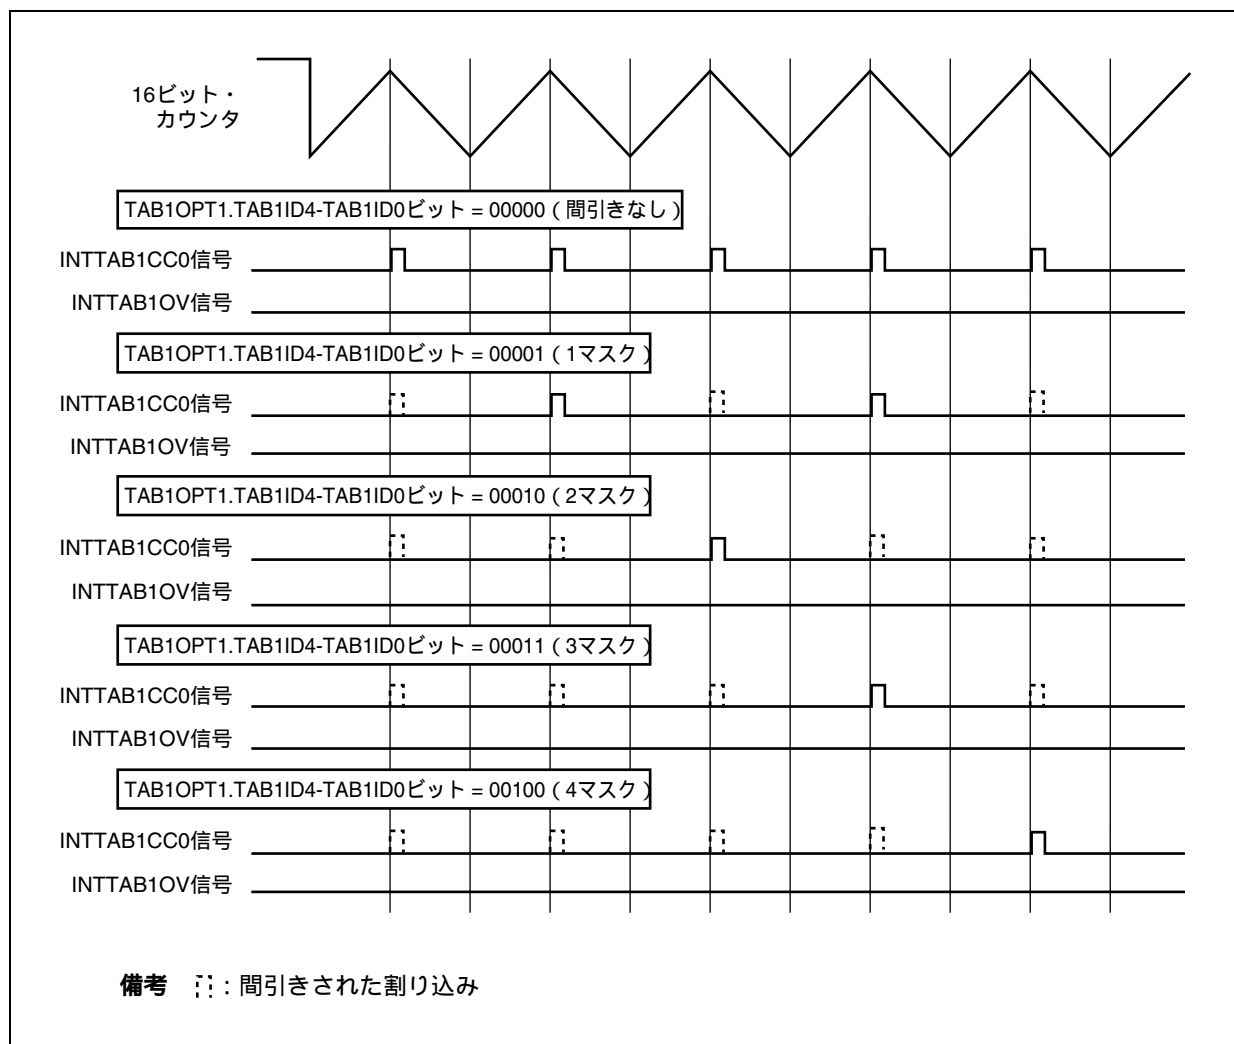 16ビット・
カウンタ
TAB1OPT1.TAB1ID4-TAB1ID0ビット = 00000（間引きなし）
INTTAB1CC0信号
INTTAB1OV信号
TAB1OPT1.TAB1ID4-TAB1ID0ビット = 00001（1マスク）
INTTAB1CC0信号
INTTAB1OV信号
TAB1OPT1.TAB1ID4-TAB1ID0ビット = 00010（2マスク）
INTTAB1CC0信号
INTTAB1OV信号
TAB1OPT1.TAB1ID4-TAB1ID0ビット = 00011（3マスク）
INTTAB1CC0信号
INTTAB1OV信号
TAB1OPT1.TAB1ID4-TAB1ID0ビット = 00100（4マスク）
INTTAB1CC0信号
INTTAB1OV信号
備考 : 間引きされた割り込み